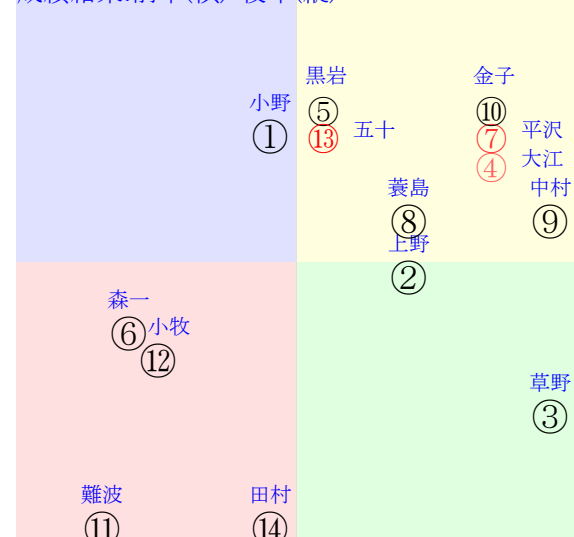 黒岩 金子
小野 ⑤ ⑩
① ⑬ 五十 ⑦ 平沢
④ 大江
蓑島 中村
⑧ ⑨
上野
②
森一
⑥ 小牧
⑫
草野
③
難波 田村
⑪ ⑭